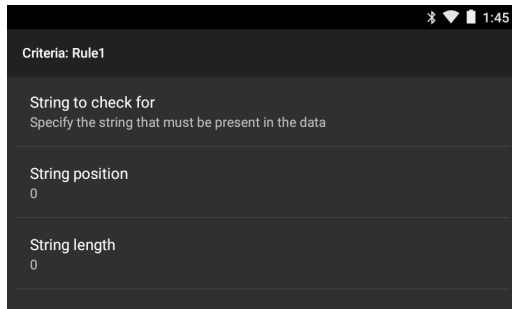 1:45
Criteria: Rule1
String to check for
Specify the string that must be present in the data
String position
0
String length
0